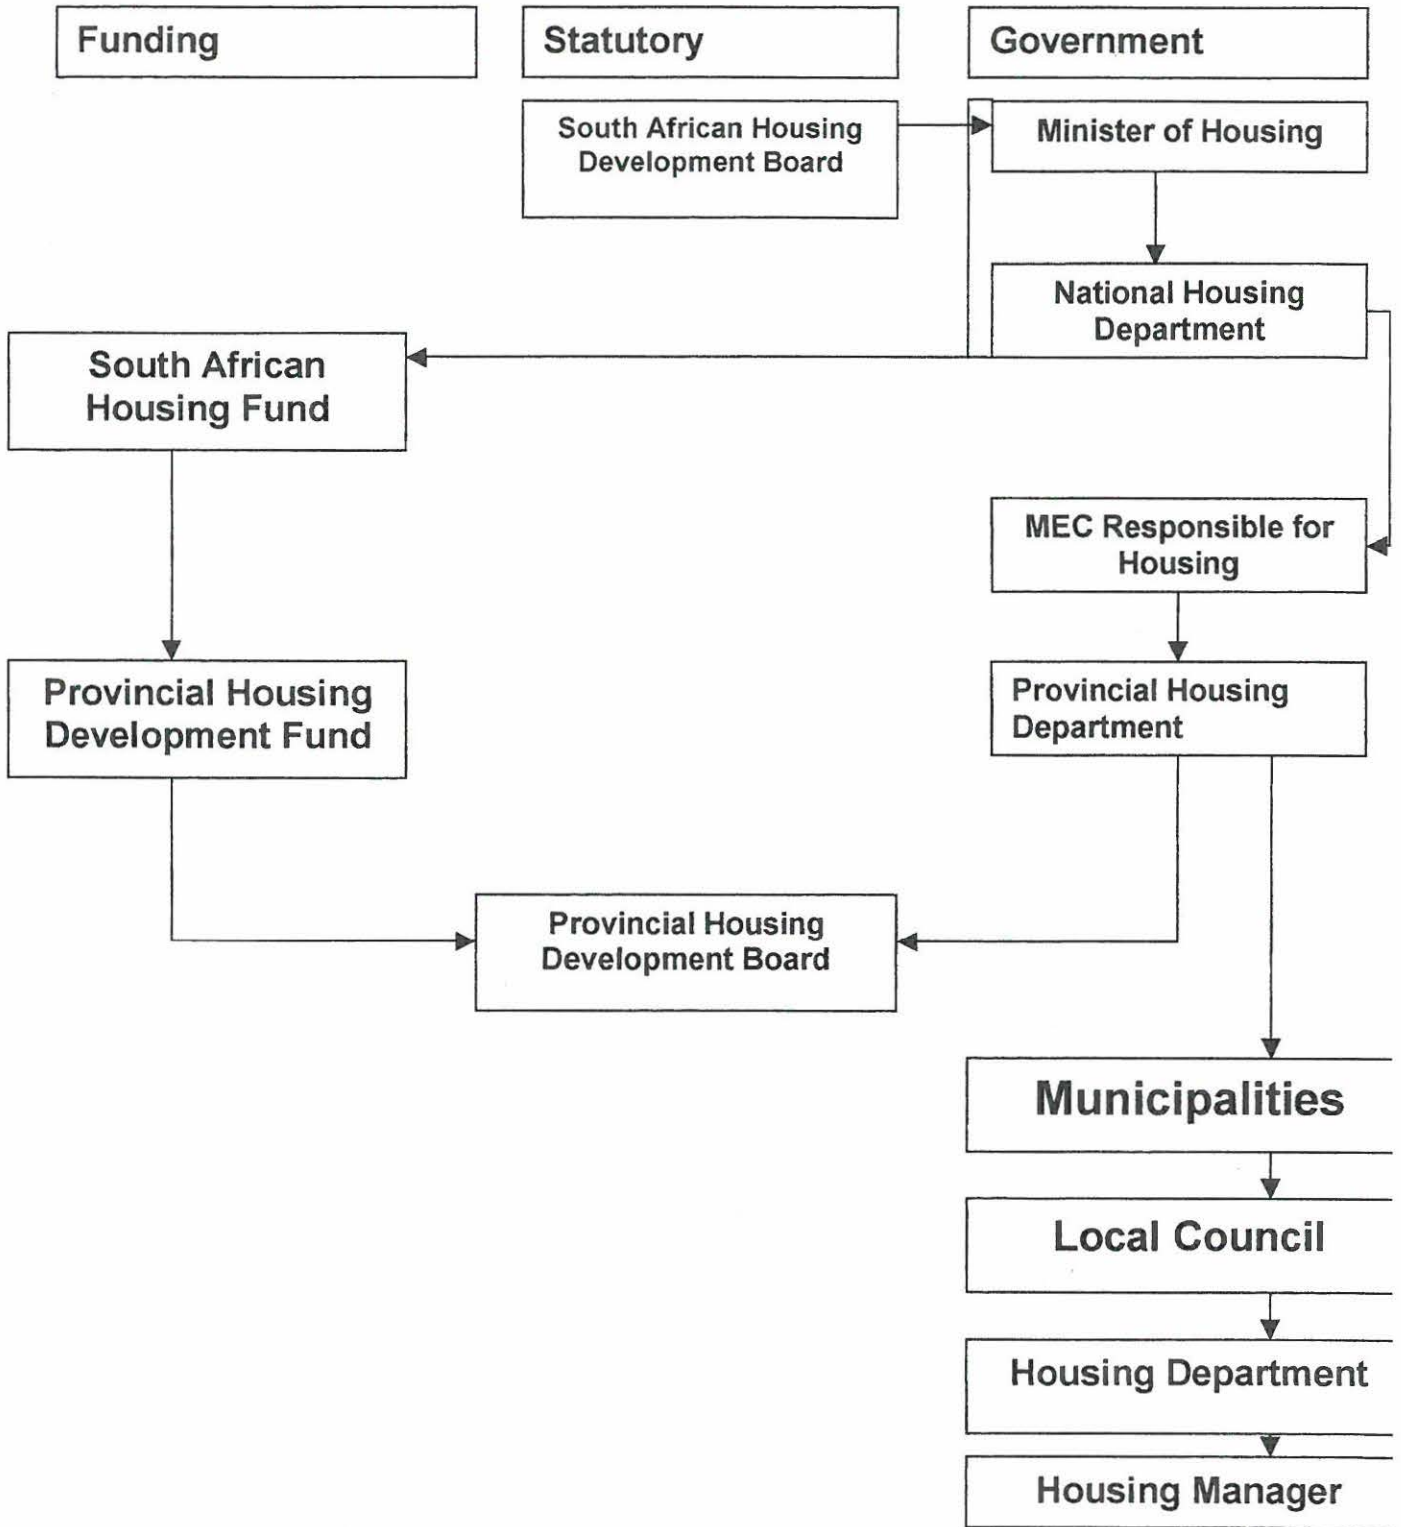 Funding
Statutory
Government
South African Housing
Development Board
Minister of Housing
National Housing
Department
South African
Housing Fund
MEC Responsible for
Housing
Provincial Housing
Development Fund
Provincial Housing
Department
Provincial Housing
Development Board
Municipalities
Local Council
Housing Department
Housing Manager